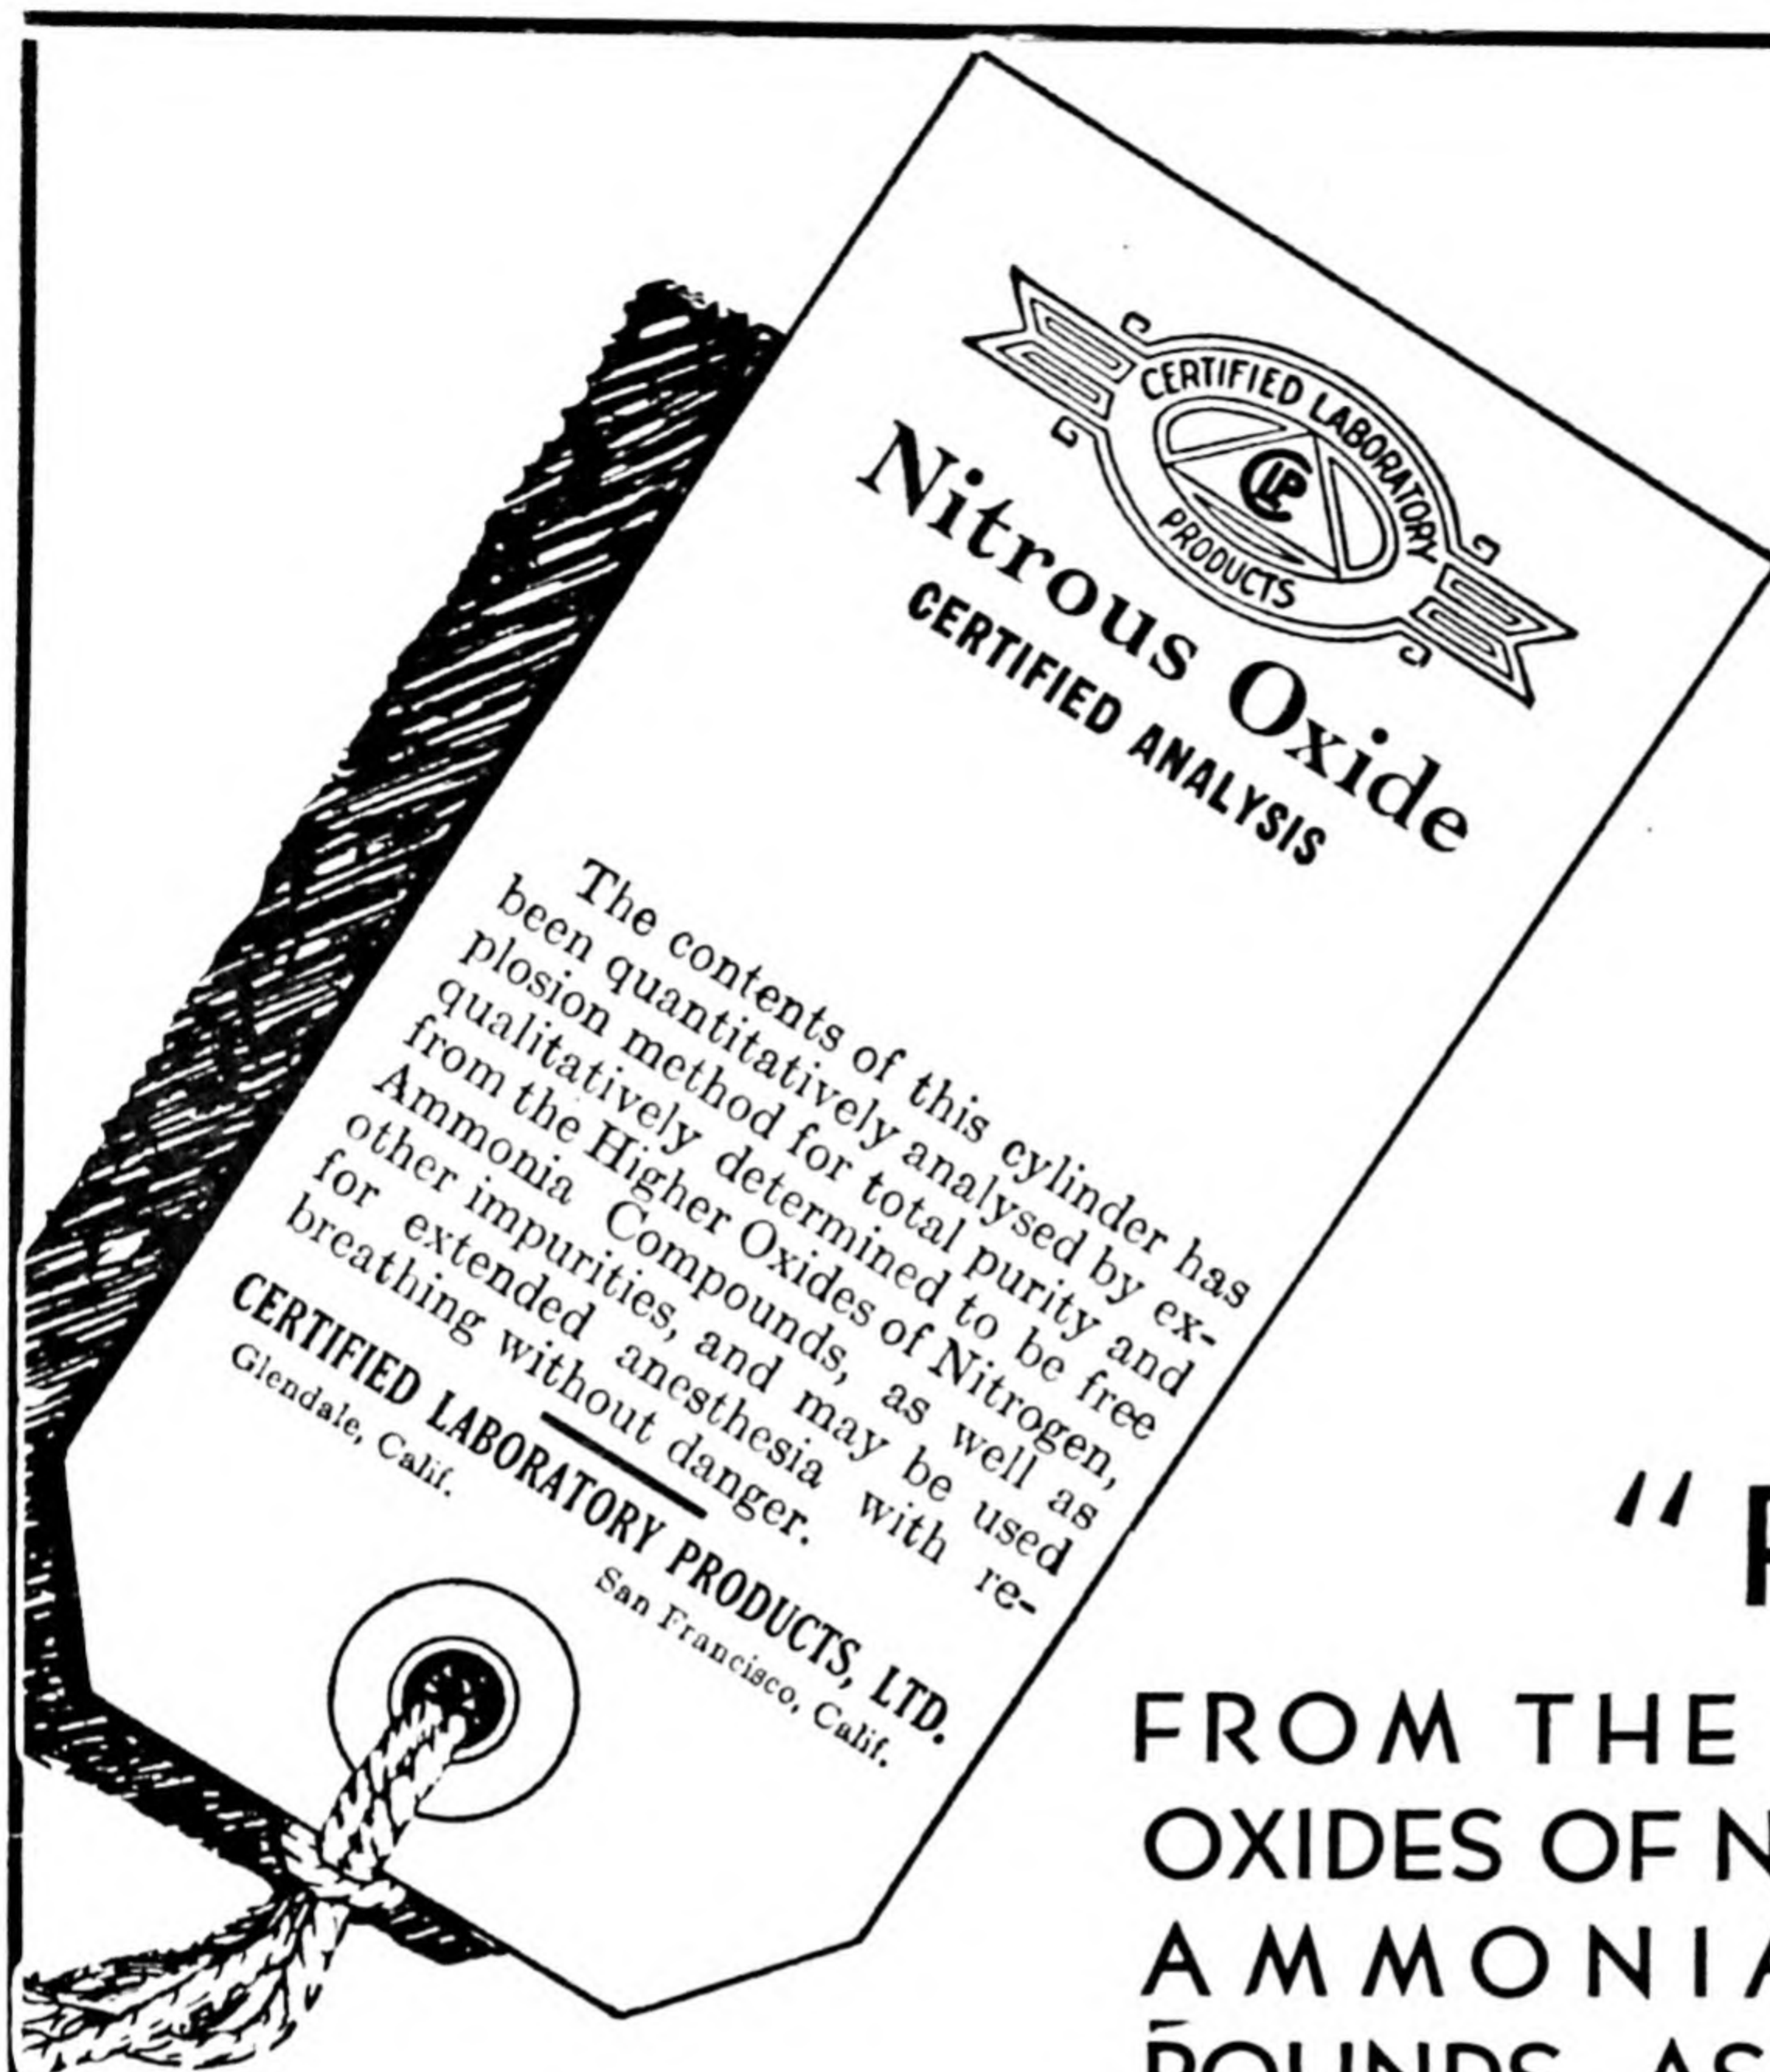 CERTIFIED LABORATORY
CLP
PRODUCTS
Nitrous Oxide
CERTIFIED ANALYSIS
The contents of this cylinder has
been quantitatively analysed by ex-
plosion method for total purity and
qualitatively determined to be free
from the Higher Oxides of Nitrogen,
Ammonia Compounds, as well as
other impurities, and may be used
for extended anesthesia with re-
breathing without danger.
CERTIFIED LABORATORY PRODUCTS, LTD.
Glendale, Calif.
San Francisco, Calif.
"
FROM THE
OXIDES OF N
AMMONIA
POUNDS, AS